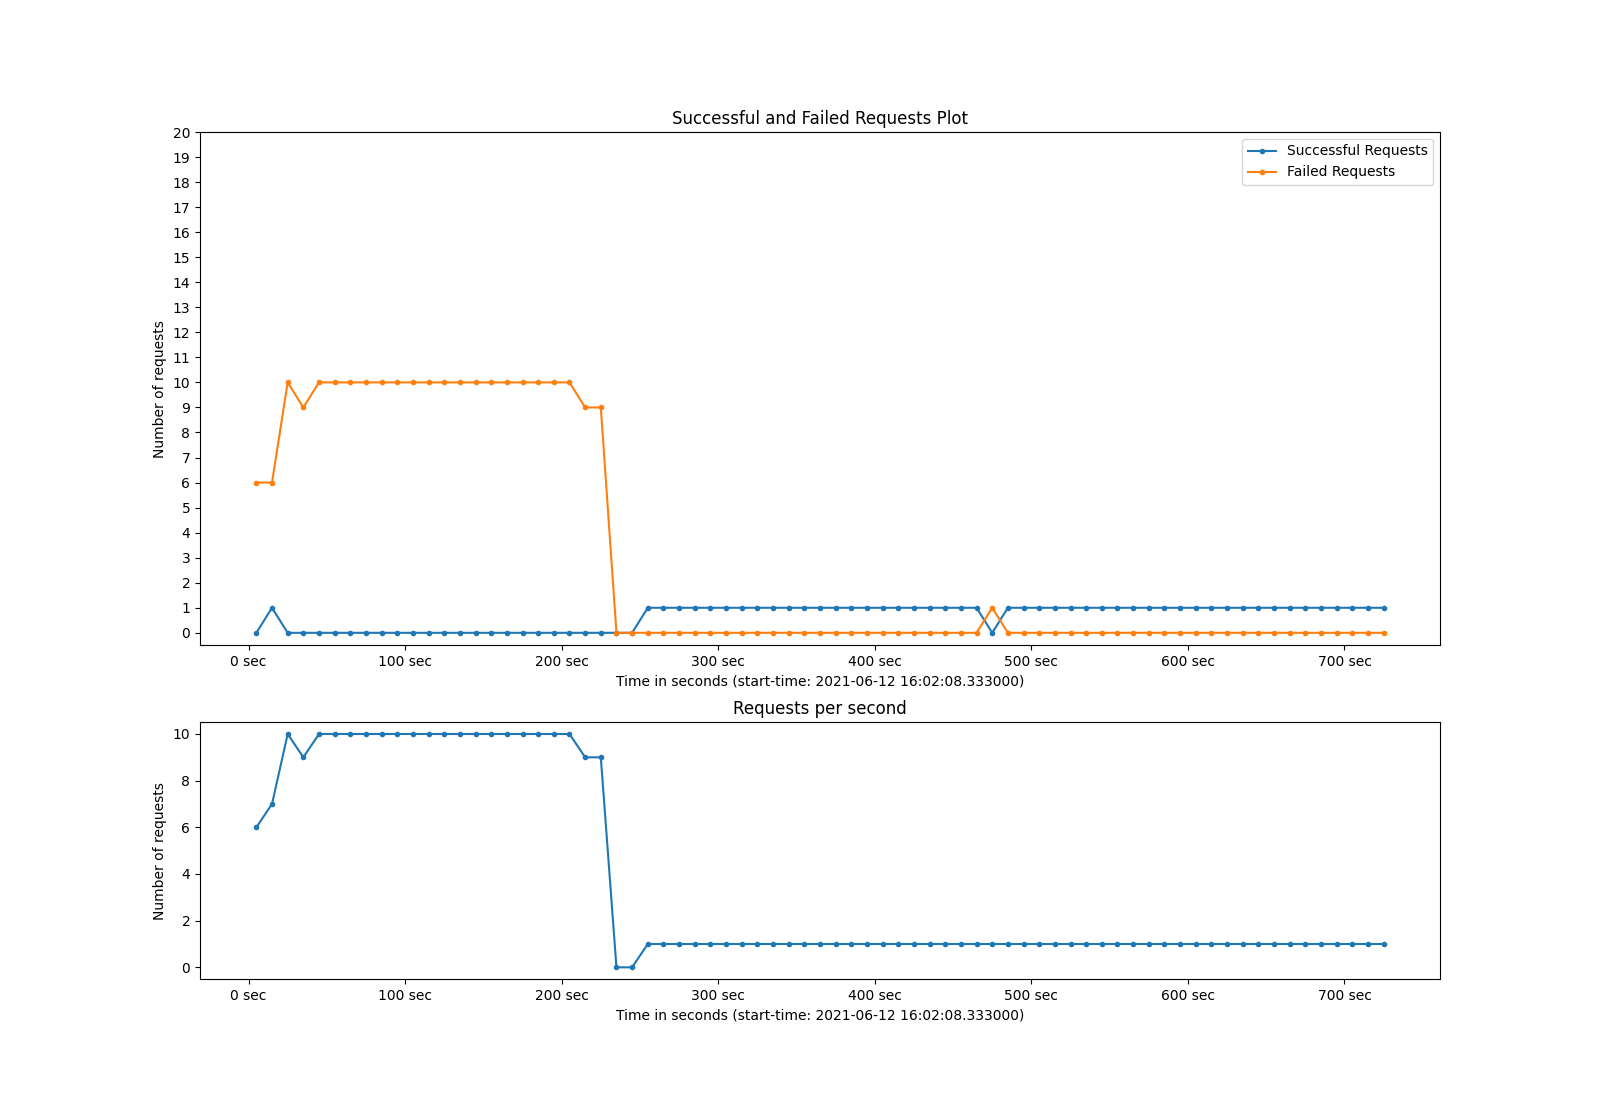 Successful and Failed Requests Plot
20
19
18
17
16
15
14
13
12
11
10
9
8
7
6
5
4
3
2
1
0
Number of requests
Successful Requests
Failed Requests
0 sec 100 sec 200 sec 300 sec 400 sec 500 sec 600 sec 700 sec
Time in seconds (start-time: 2021-06-12 16:02:08.333000)
Requests per second
10
8
6
4
2
0
Number of requests
0 sec 100 sec 200 sec 300 sec 400 sec 500 sec 600 sec 700 sec
Time in seconds (start-time: 2021-06-12 16:02:08.333000)